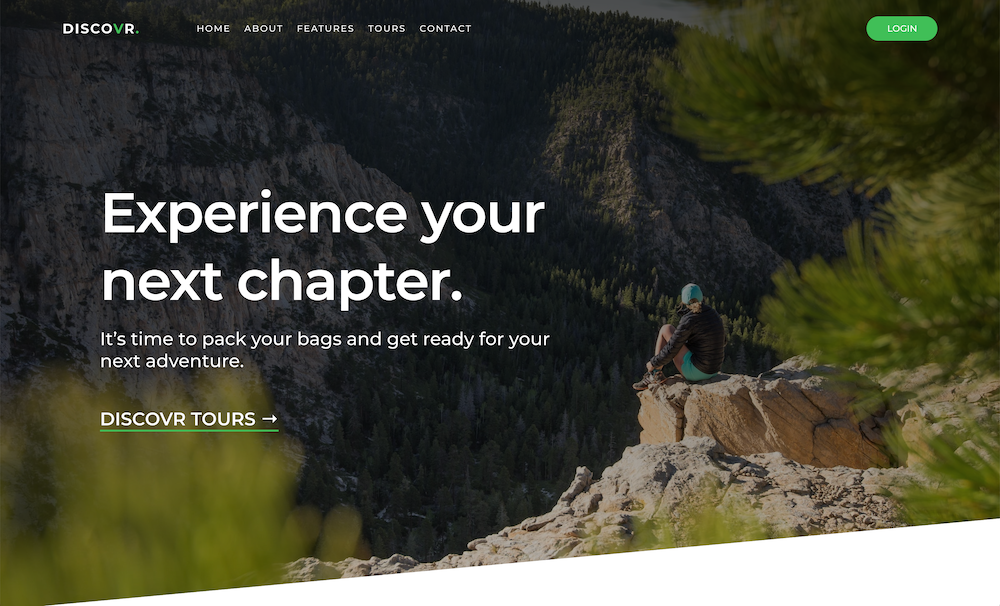 DISCOVR.
HOME ABOUT FEATURES TOURS CONTACT
LOGIN
Experience your
next chapter.
It’s time to pack your bags and get ready for your
next adventure.
DISCOVR TOURS →